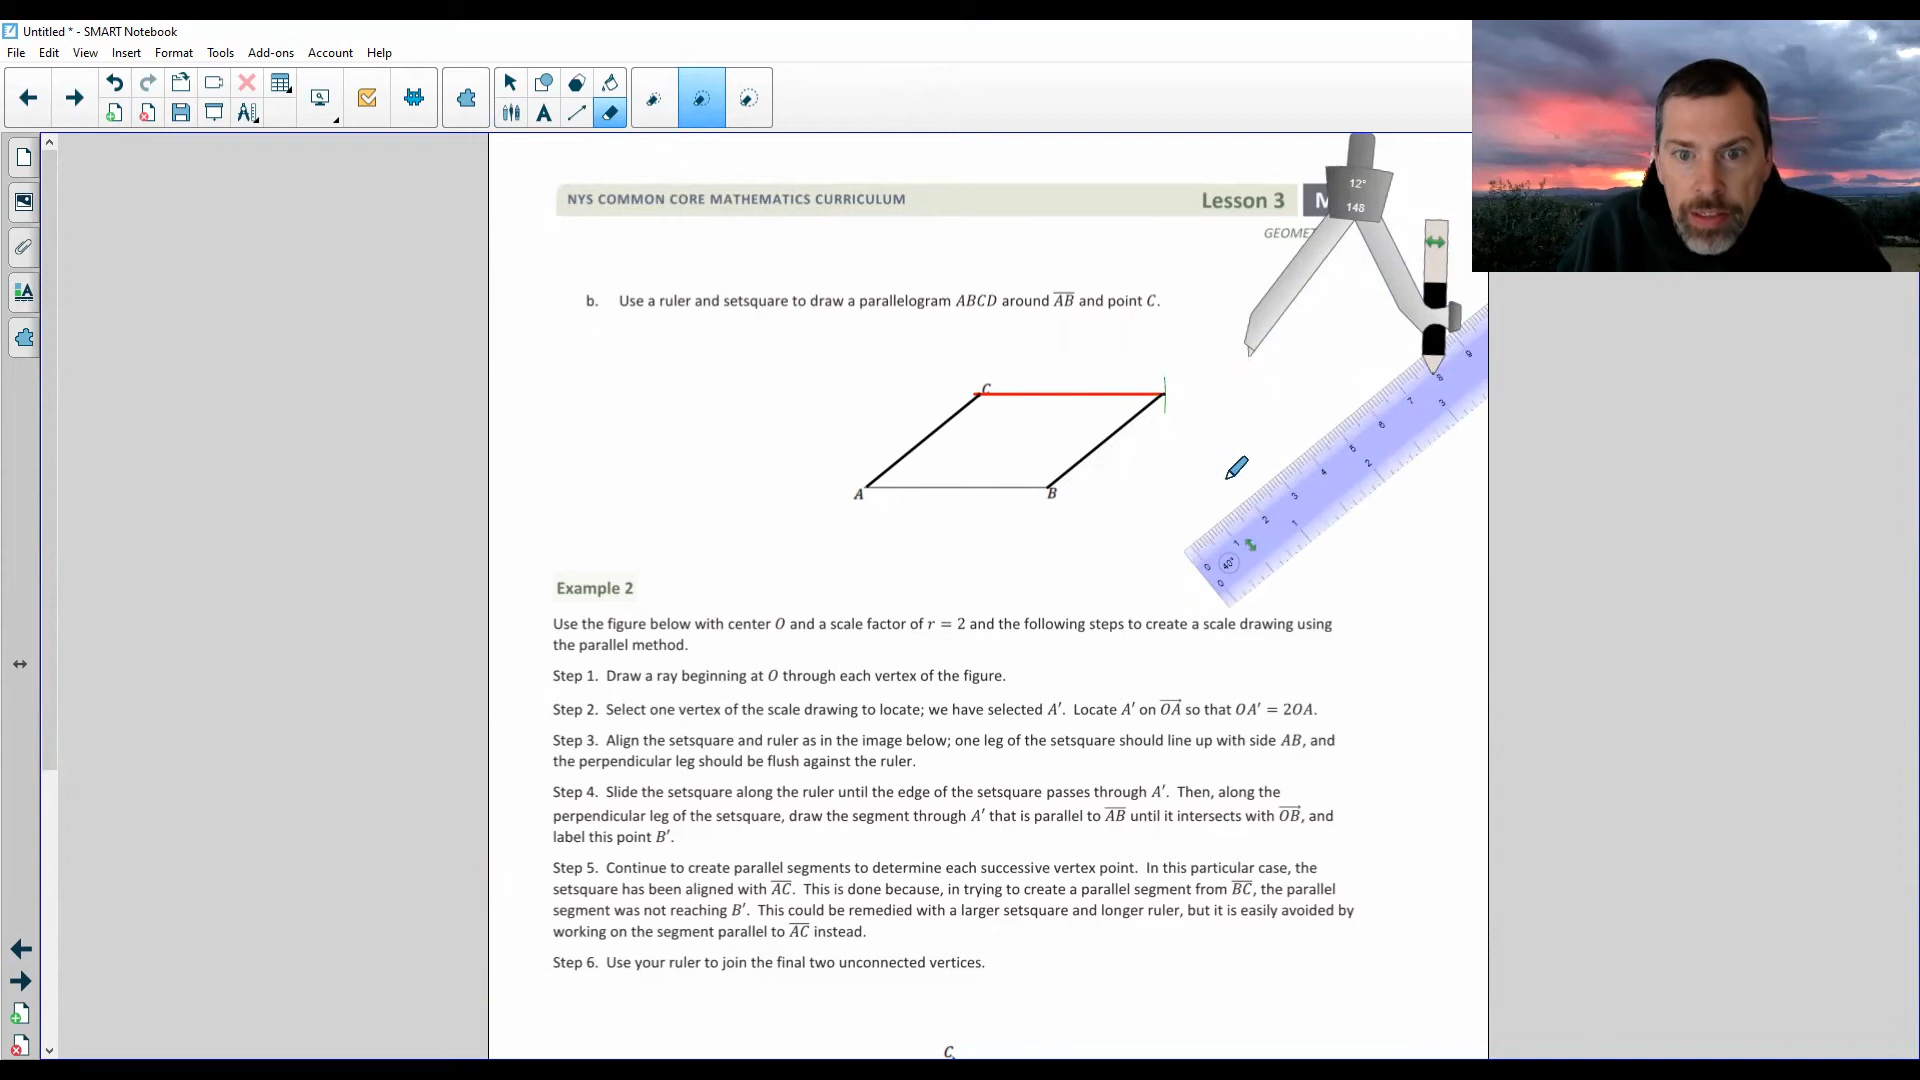 Untitled * - SMART Notebook
File Edit View Insert Format Tools Add-ons Account Help
NYS COMMON CORE MATHEMATICS CURRICULUM Lesson 3 M
GEOMET
12°
148
b. Use a ruler and setsquare to draw a parallelogram ABCD around A̅B̅ and point C.
C
A
B
Example 2
Use the figure below with center O and a scale factor of r = 2 and the following steps to create a scale drawing using
the parallel method.
Step 1. Draw a ray beginning at O through each vertex of the figure.
Step 2. Select one vertex of the scale drawing to locate; we have selected A′. Locate A′ on O⃗A⃗ so that OA′ = 2OA.
Step 3. Align the setsquare and ruler as in the image below; one leg of the setsquare should line up with side AB, and
the perpendicular leg should be flush against the ruler.
Step 4. Slide the setsquare along the ruler until the edge of the setsquare passes through A′. Then, along the
perpendicular leg of the setsquare, draw the segment through A′ that is parallel to A̅B̅ until it intersects with O⃗B⃗, and
label this point B′.
Step 5. Continue to create parallel segments to determine each successive vertex point. In this particular case, the
setsquare has been aligned with A̅C̅. This is done because, in trying to create a parallel segment from B̅C̅, the parallel
segment was not reaching B′. This could be remedied with a larger setsquare and longer ruler, but it is easily avoided by
working on the segment parallel to A̅C̅ instead.
Step 6. Use your ruler to join the final two unconnected vertices.
C